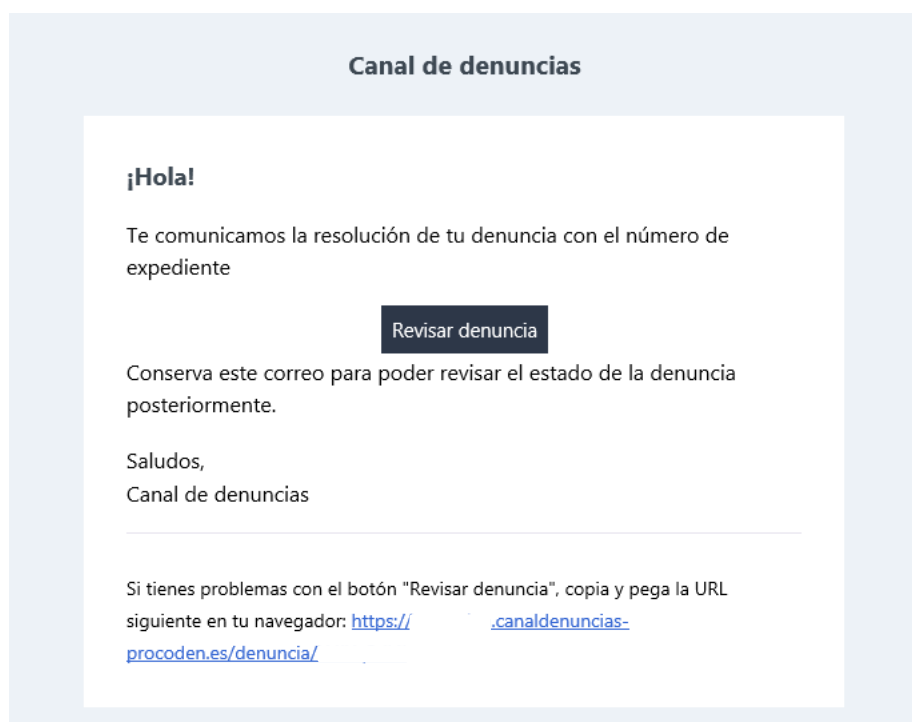 Canal de denuncias
¡Hola!
Te comunicamos la resolución de tu denuncia con el número de
expediente
Revisar denuncia
Conserva este correo para poder revisar el estado de la denuncia
posteriormente.
Saludos,
Canal de denuncias
Si tienes problemas con el botón "Revisar denuncia", copia y pega la URL
siguiente en tu navegador: https:// .canaldenuncias-
procoden.es/denuncia/